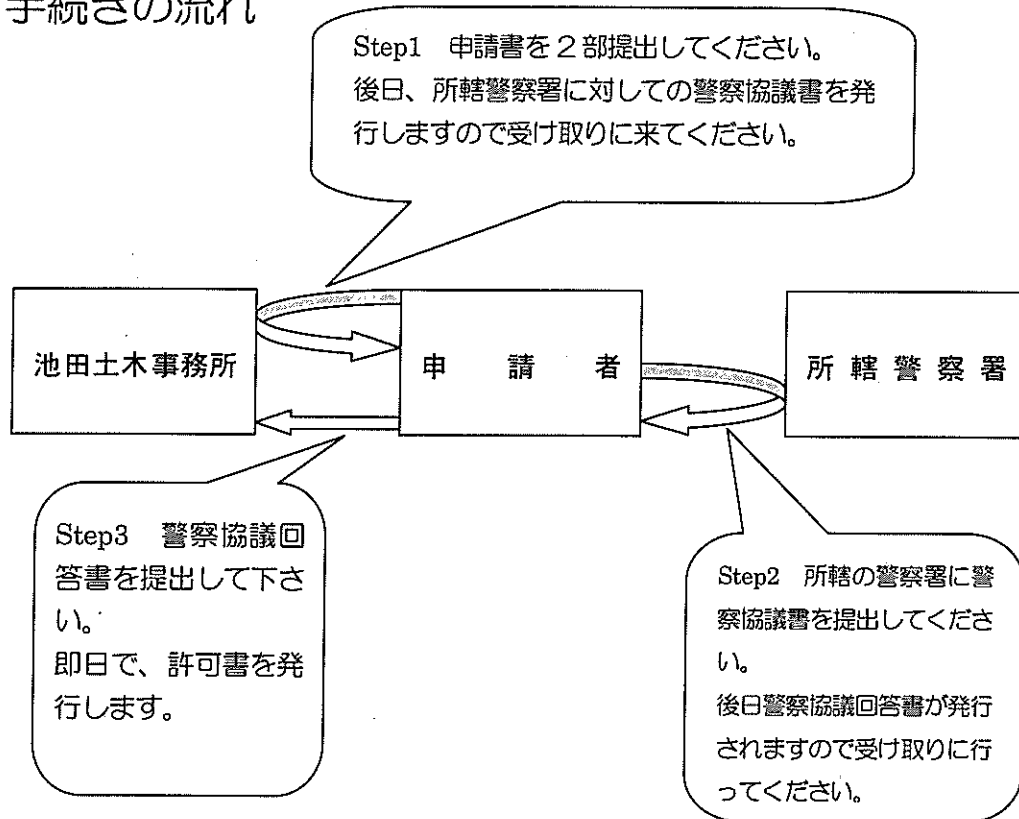 手続きの流れ
Step1 申請書を2部提出してください。
後日、所轄警察署に対しての警察協議書を発
行しますので受け取りに来てください。
池田土木事務所
申 請 者
所 轄 警 察 署
Step3 警察協議回
答書を提出して下さ
い。
即日で、許可書を発
行します。
Step2 所轄の警察署に警
察協議書を提出してくださ
い。
後日警察協議回答書が発行
されますので受け取りに行
ってください。